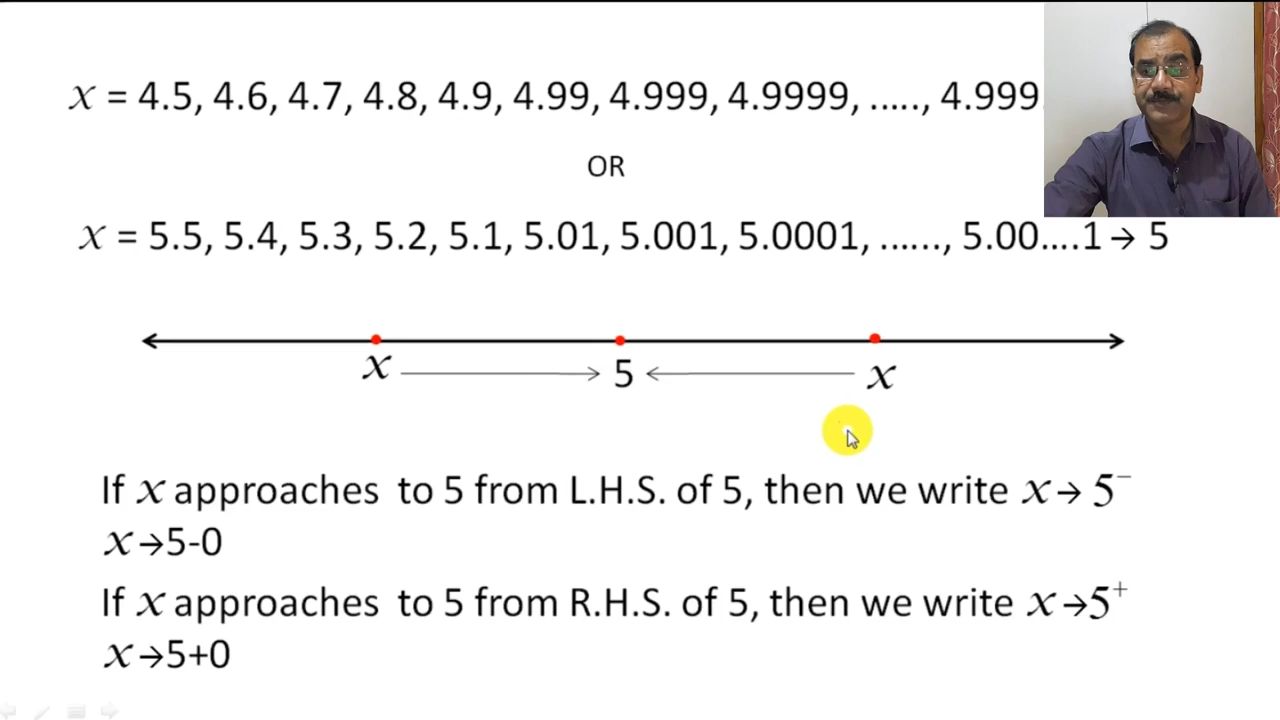 x = 4.5, 4.6, 4.7, 4.8, 4.9, 4.99, 4.999, 4.9999, ....., 4.999
OR
x = 5.5, 5.4, 5.3, 5.2, 5.1, 5.01, 5.001, 5.0001, ......, 5.00....1 → 5
x 5 x
If x approaches to 5 from L.H.S. of 5, then we write x → 5⁻
x →5-0
If x approaches to 5 from R.H.S. of 5, then we write x →5⁺
x →5+0